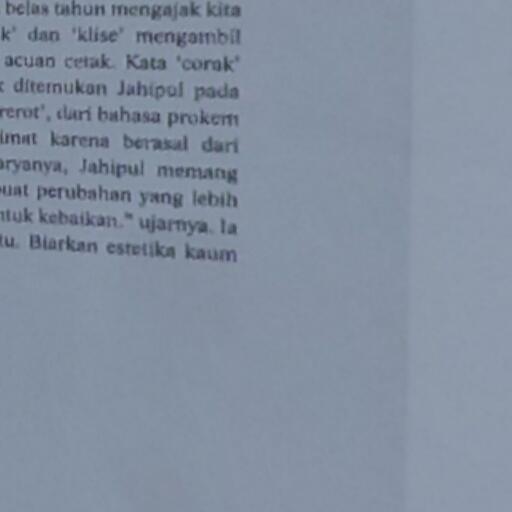 belas tahun mengajak kita
k' dan 'klise' mengambil
acuan cetak. Kata 'corak'
ditemukan Jahipul pada
rerot', dari bahasa prokem
imat karena berasal dari
aryanya, Jahipul memang
uat perubahan yang lebih
ntuk kebaikan." ujarnya. Ia
tu. Biarkan estetika kaum